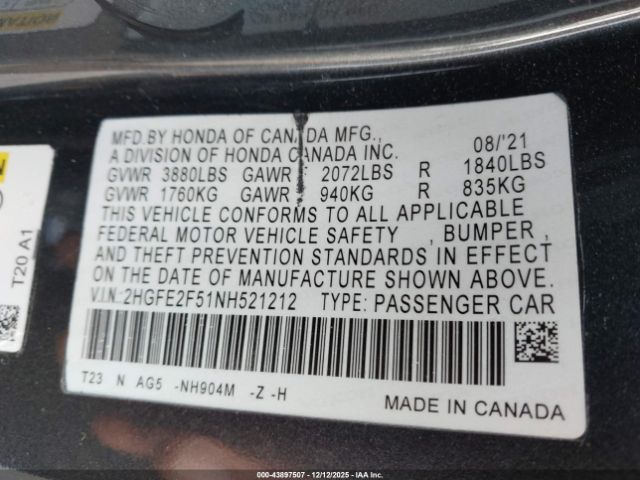 MFD.BY HONDA OF CANADA MFG.,
08/'21
A DIVISION OF HONDA CANADA INC.
GVWR 3880LBS GAWR F 2072LBS R 1840LBS
GVWR 1760KG GAWR F 940KG R 835KG
THIS VEHICLE CONFORMS TO ALL APPLICABLE
FEDERAL MOTOR VEHICLE SAFETY , BUMPER ,
AND THEFT PREVENTION STANDARDS IN EFFECT
ON THE DATE OF MANUFACTURE SHOWN ABOVE.
V.I.N: 2HGFE2F51NH521212 TYPE: PASSENGER CAR
T23 N AG5 -NH904M -Z -H
MADE IN CANADA
T20 A1
000-43897507 - 12/12/2025 - IAA Inc.